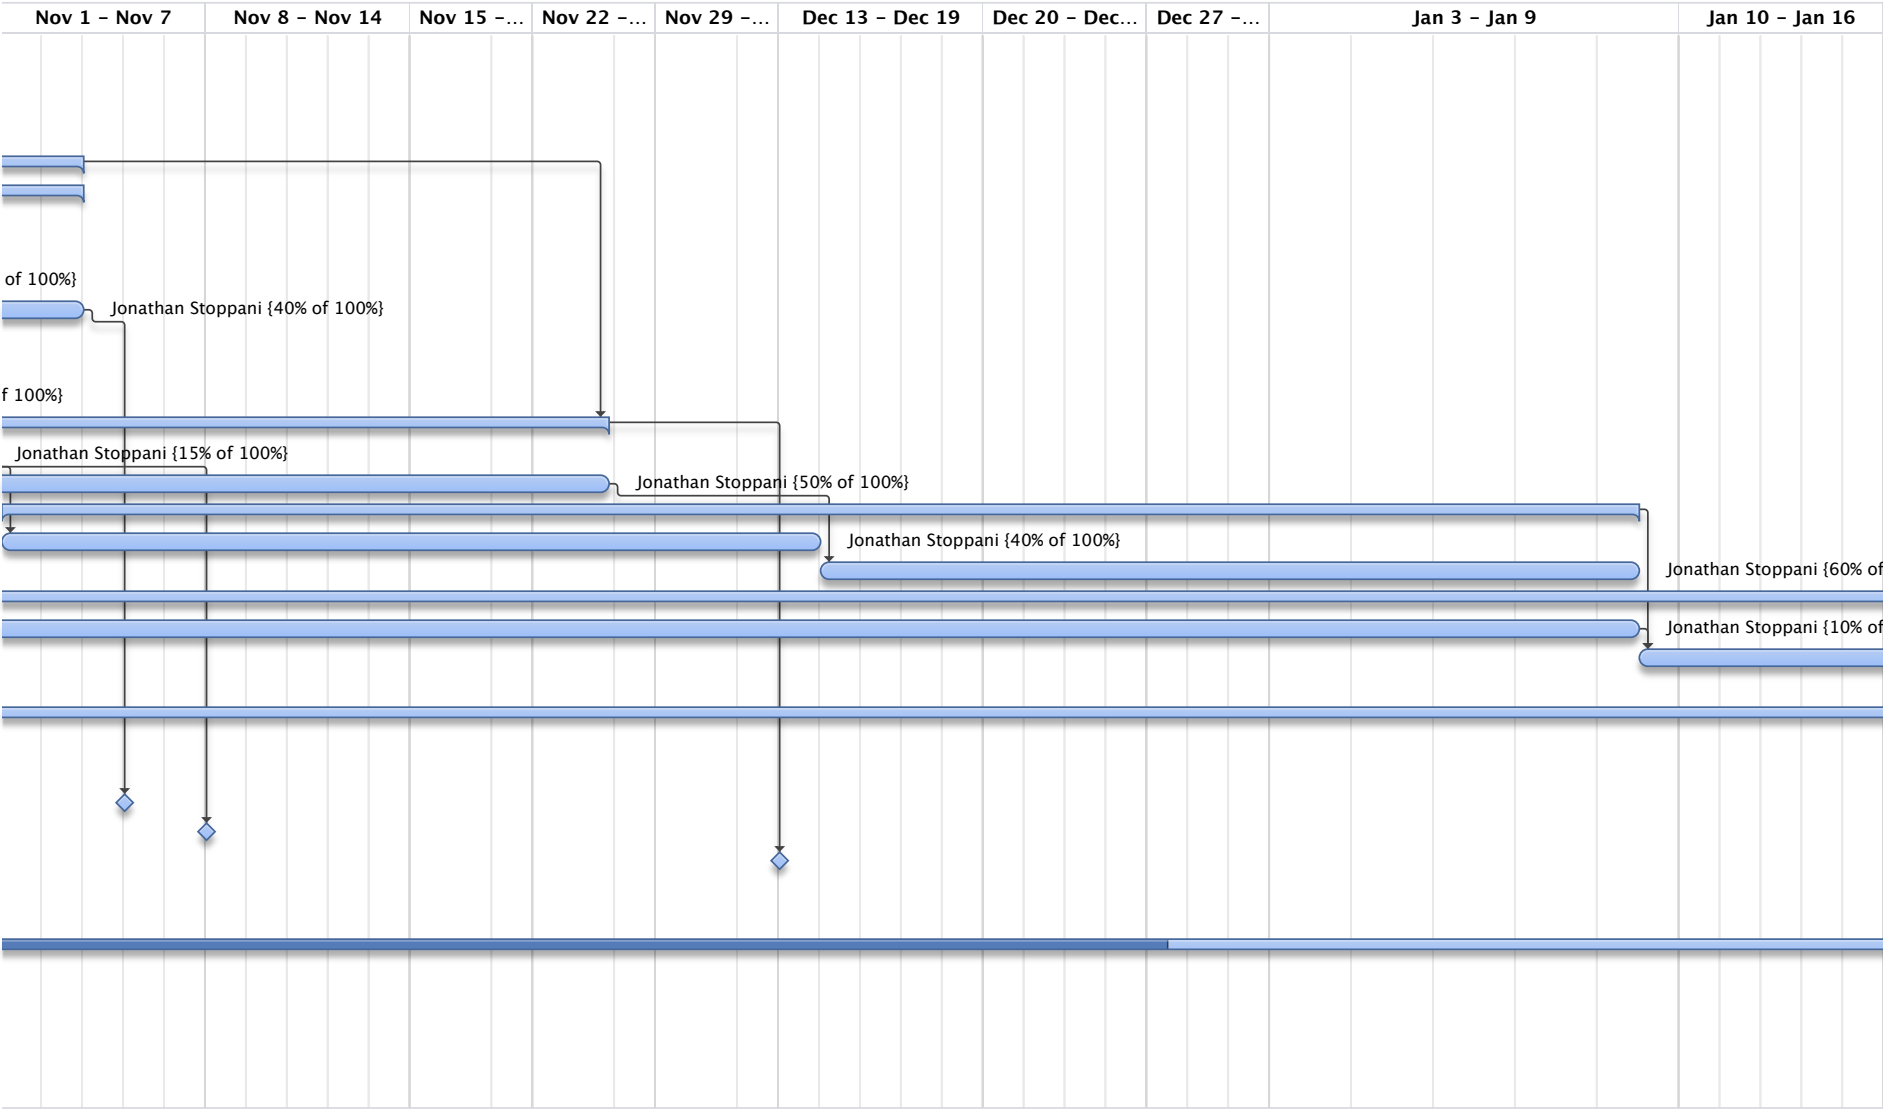 Nov 1 – Nov 7 Nov 8 – Nov 14 Nov 15 –... Nov 22 –... Nov 29 –... Dec 13 – Dec 19 Dec 20 – Dec... Dec 27 –... Jan 3 – Jan 9 Jan 10 – Jan 16
of 100%}
Jonathan Stoppani {40% of 100%}
f 100%}
Jonathan Stoppani {15% of 100%}
Jonathan Stoppani {50% of 100%}
Jonathan Stoppani {40% of 100%}
Jonathan Stoppani {60% of
Jonathan Stoppani {10% of